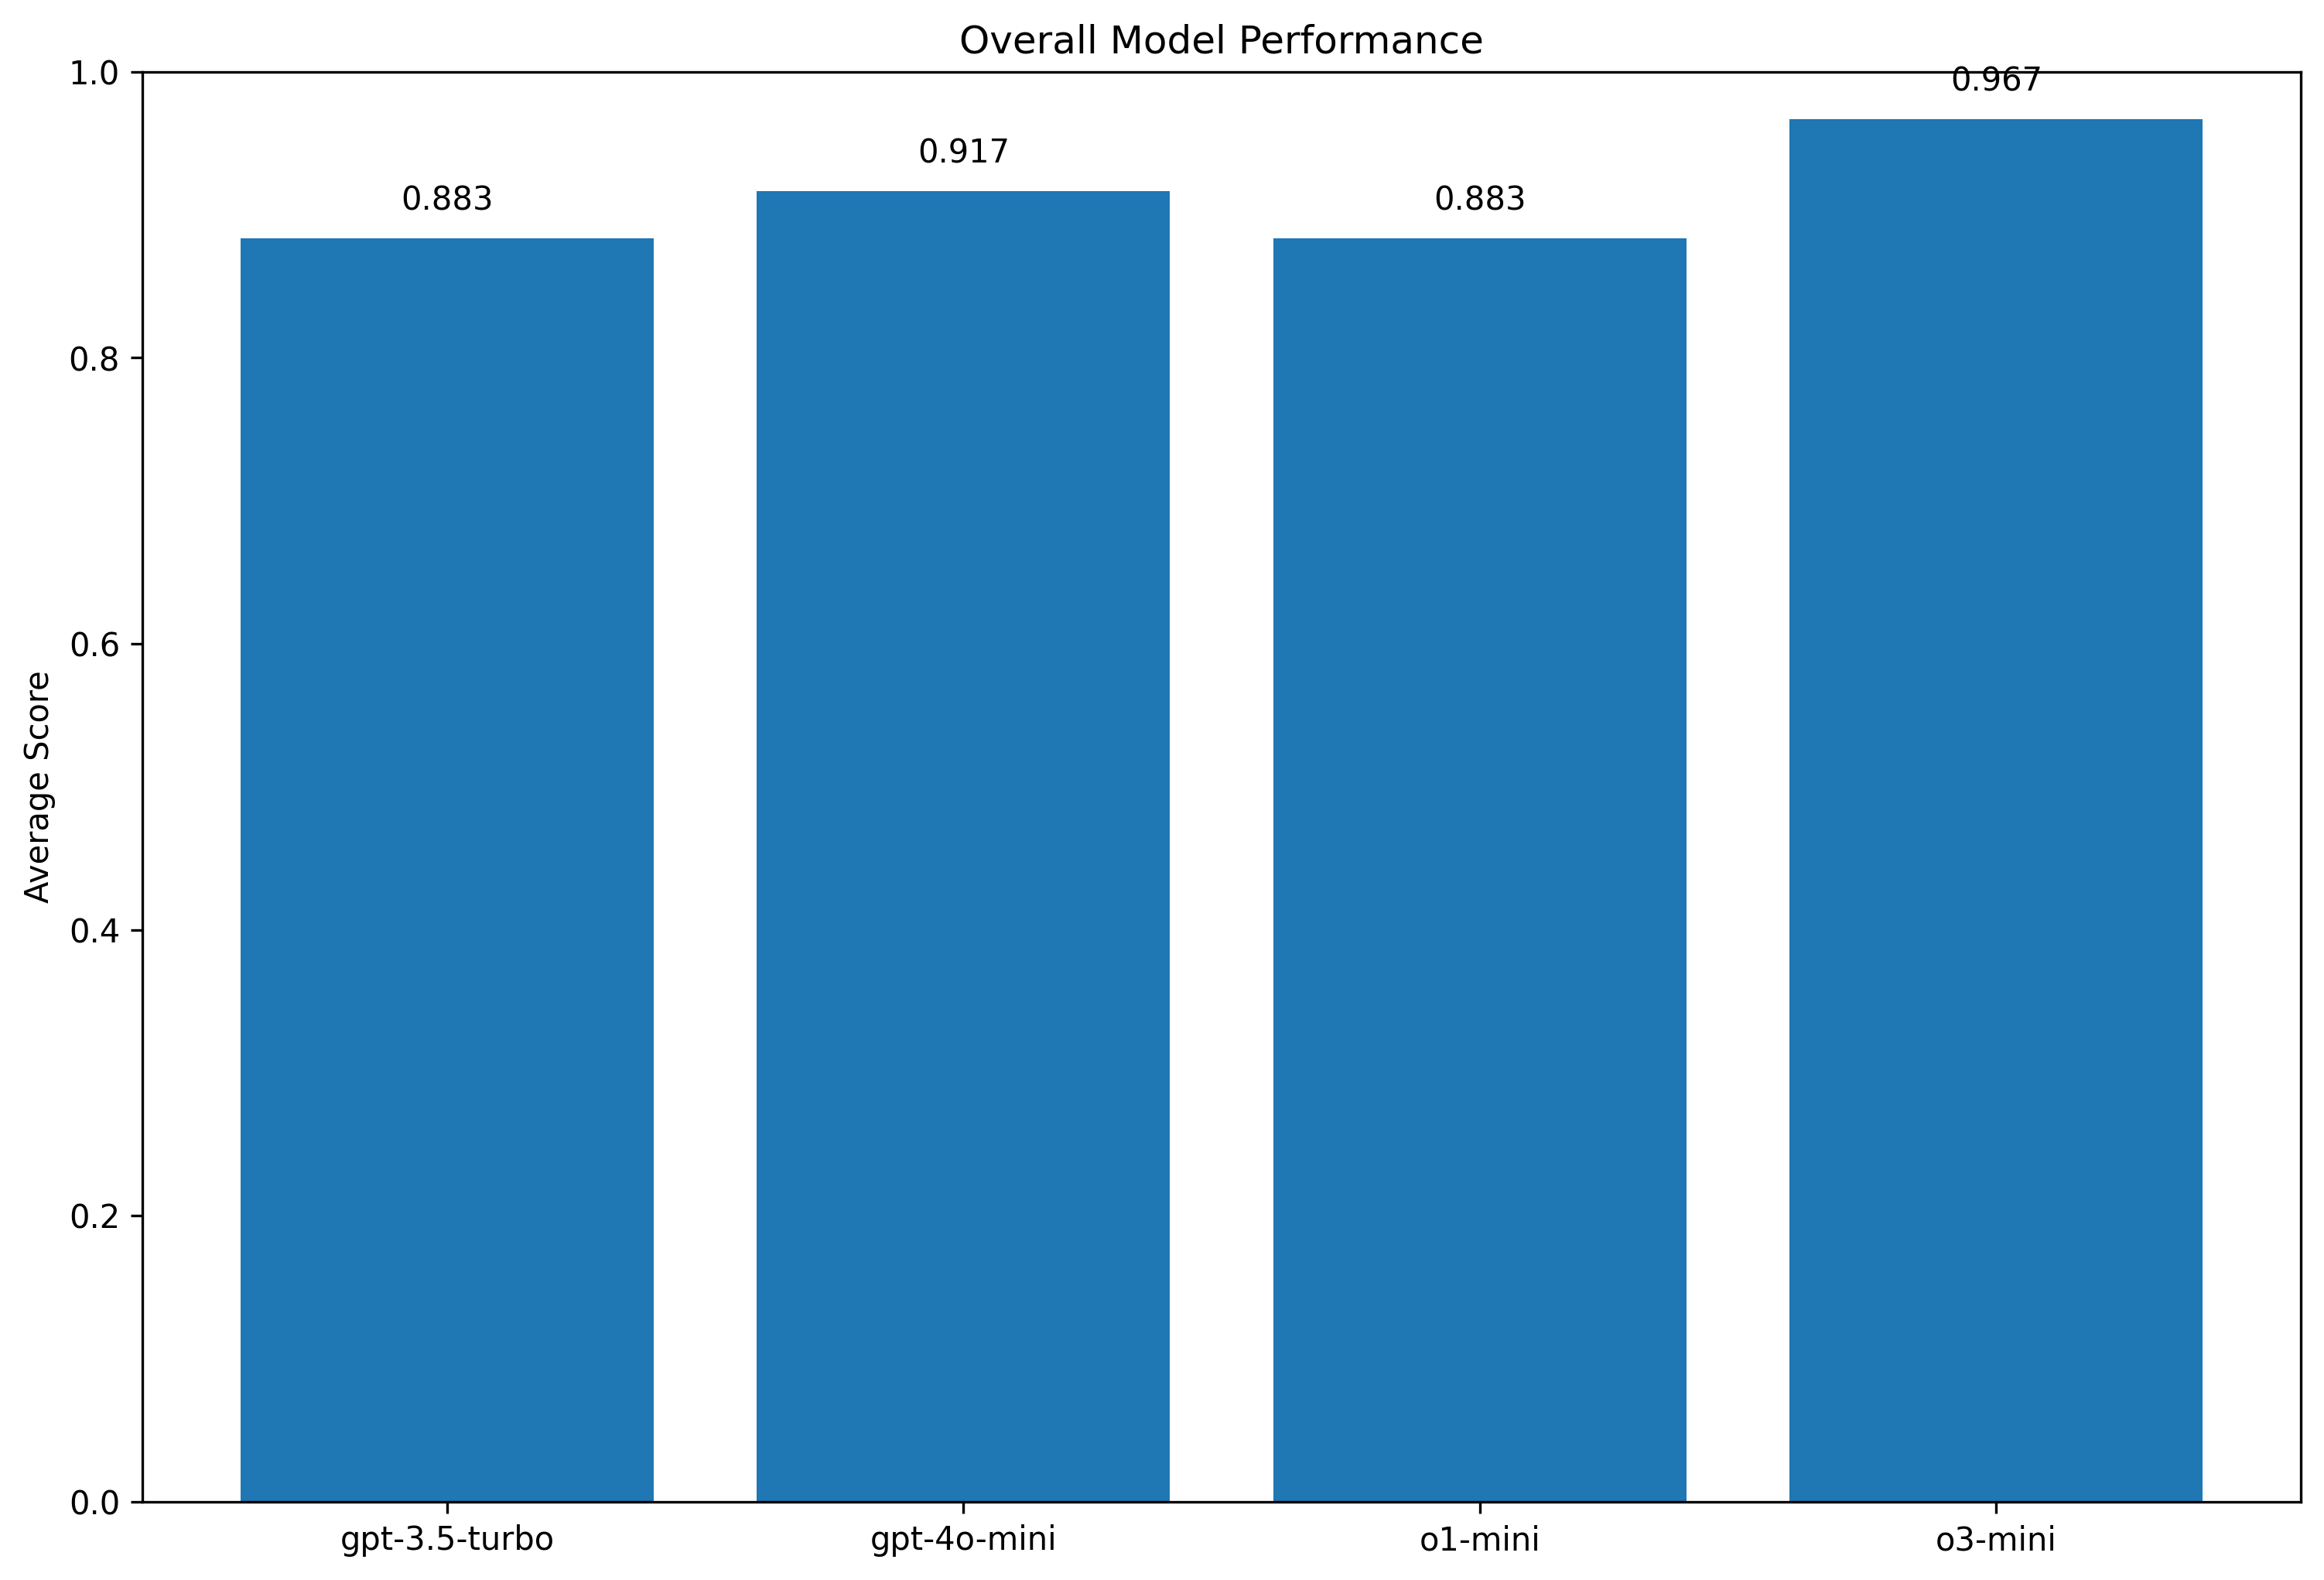 Overall Model Performance
1.0
0.8
0.6
0.4
0.2
0.0
Average Score
0.883
0.917
0.883
0.967
gpt-3.5-turbo
gpt-4o-mini
o1-mini
o3-mini